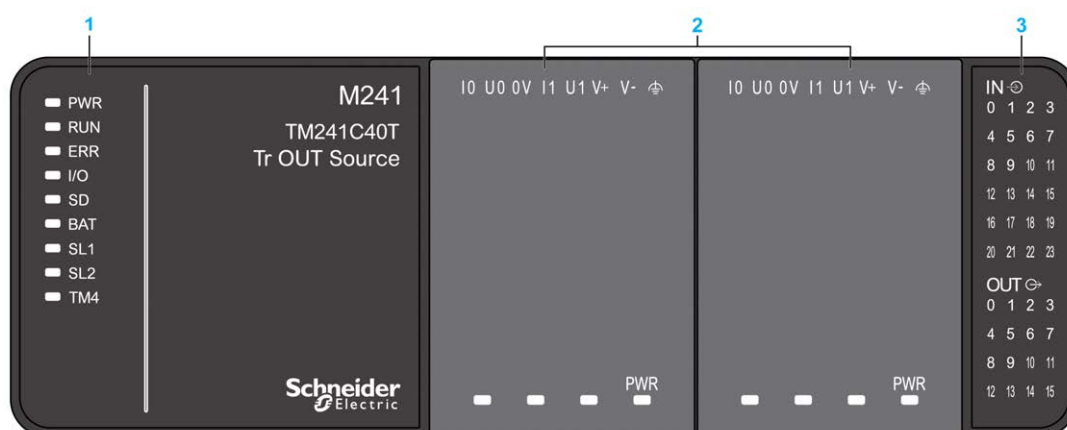 1
2
3
PWR
RUN
ERR
I/O
SD
BAT
SL1
SL2
TM4
M241
TM241C40T
Tr OUT Source
Schneider
Electric
I0 U0 0V I1 U1 V+ V-
PWR
I0 U0 0V I1 U1 V+ V-
PWR
IN
0 1 2 3
4 5 6 7
8 9 10 11
12 13 14 15
16 17 18 19
20 21 22 23
OUT
0 1 2 3
4 5 6 7
8 9 10 11
12 13 14 15